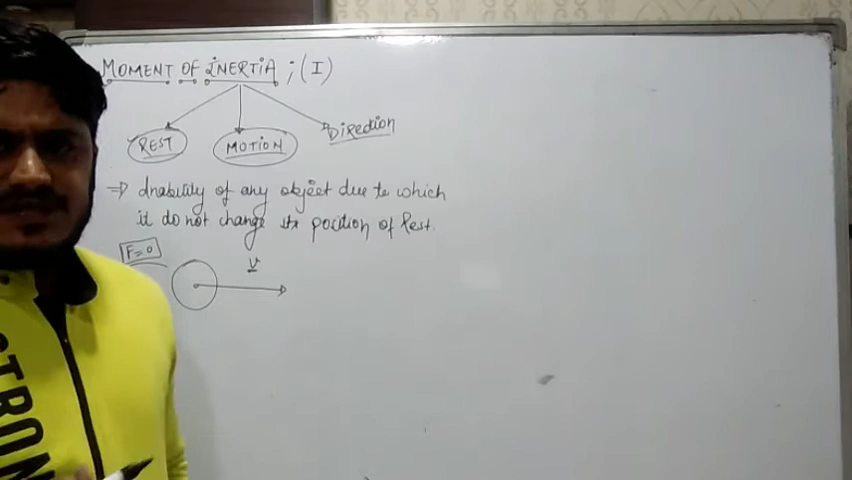 MOMENT OF INERTIA ; (I)
REST MOTION Direction
⇒ Inability of any object due to which
it do not change its position of Rest.
F=0
V
STRON